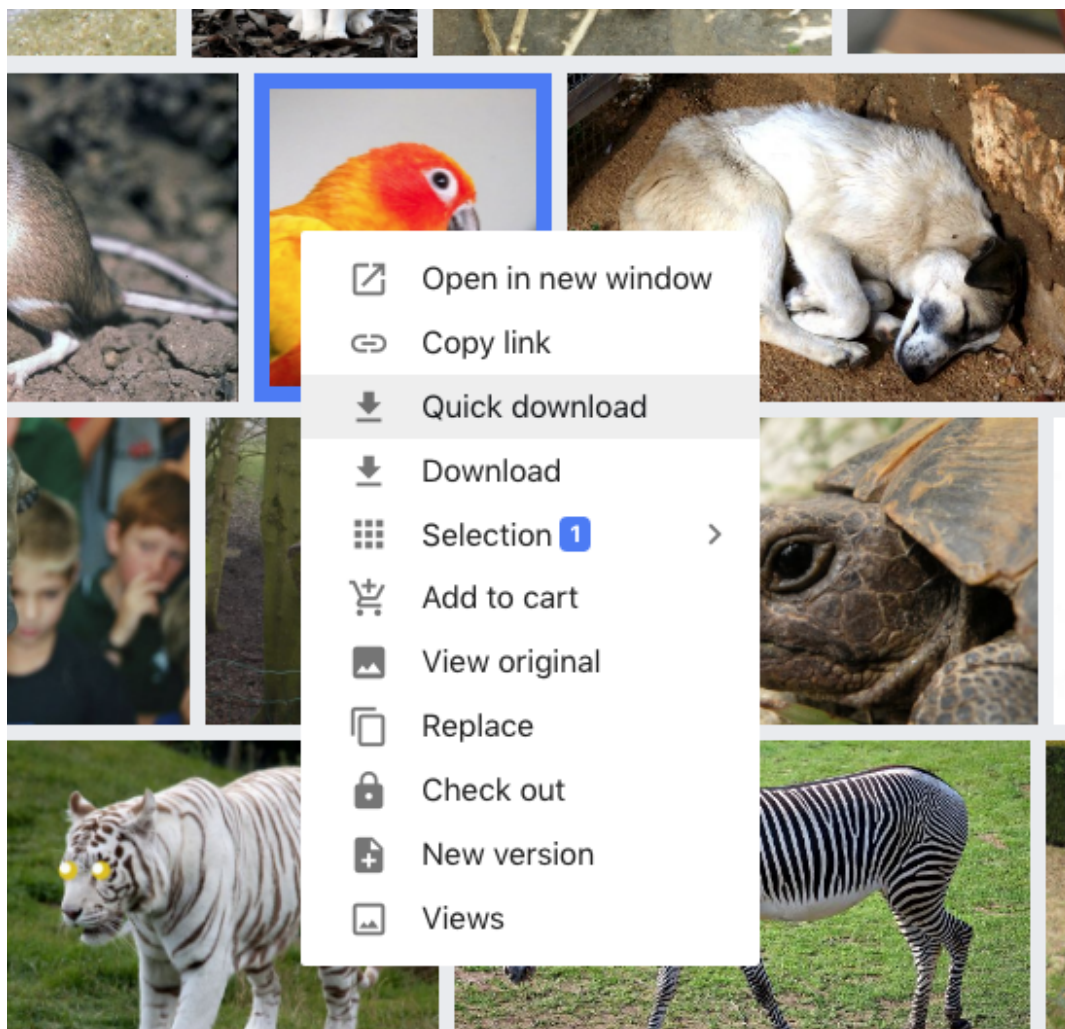 Open in new window
Copy link
Quick download
Download
Selection 1
Add to cart
View original
Replace
Check out
New version
Views